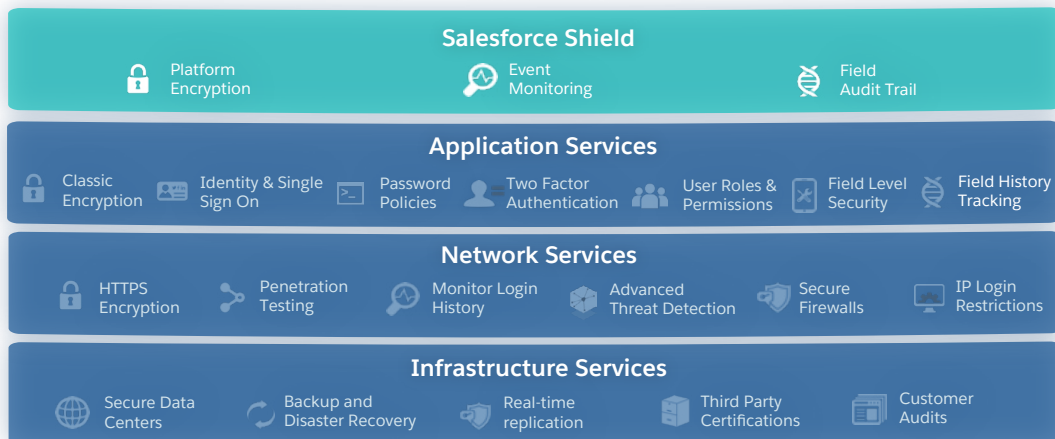 Salesforce Shield
Platform
Encryption
Event
Monitoring
Field
Audit Trail
Application Services
Classic
Encryption
Identity & Single
Sign On
Password
Policies
Two Factor
Authentication
User Roles &
Permissions
Field Level
Security
Field History
Tracking
Network Services
HTTPS
Encryption
Penetration
Testing
Monitor Login
History
Advanced
Threat Detection
Secure
Firewalls
IP Login
Restrictions
Infrastructure Services
Secure Data
Centers
Backup and
Disaster Recovery
Real-time
replication
Third Party
Certifications
Customer
Audits